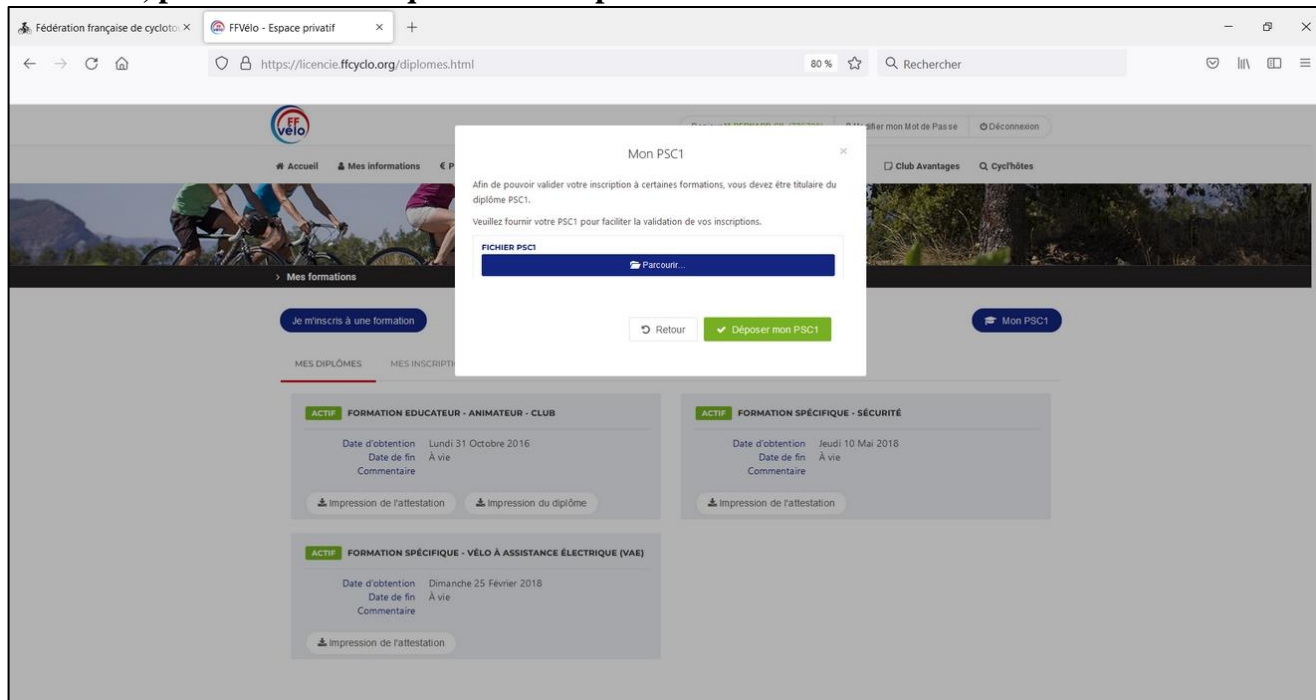 Fédération française de cycloto
FFVélo - Espace privatif
https://licencie.ffcyclo.org/diplomes.html
80 %
Rechercher
FF
vélo
mon Mot de Passe
Déconnexion
Accueil
Mes informations
€ P
Club Avantages
Cycl'hôtes
Mon PSC1
Afin de pouvoir valider votre inscription à certaines formations, vous devez être titulaire du
diplôme PSC1.
Veuillez fournir votre PSC1 pour faciliter la validation de vos inscriptions.
FICHIER PSC1
Parcourir...
Retour
Déposer mon PSC1
> Mes formations
Je m'inscris à une formation
Mon PSC1
MES DIPLÔMES
MES INSCRIPTI
ACTIF FORMATION EDUCATEUR - ANIMATEUR - CLUB
Date d'obtention Lundi 31 Octobre 2016
Date de fin À vie
Commentaire
Impression de l'attestation
Impression du diplôme
ACTIF FORMATION SPÉCIFIQUE - SÉCURITÉ
Date d'obtention Jeudi 10 Mai 2018
Date de fin À vie
Commentaire
Impression de l'attestation
ACTIF FORMATION SPÉCIFIQUE - VÉLO À ASSISTANCE ÉLECTRIQUE (VAE)
Date d'obtention Dimanche 25 Février 2018
Date de fin À vie
Commentaire
Impression de l'attestation